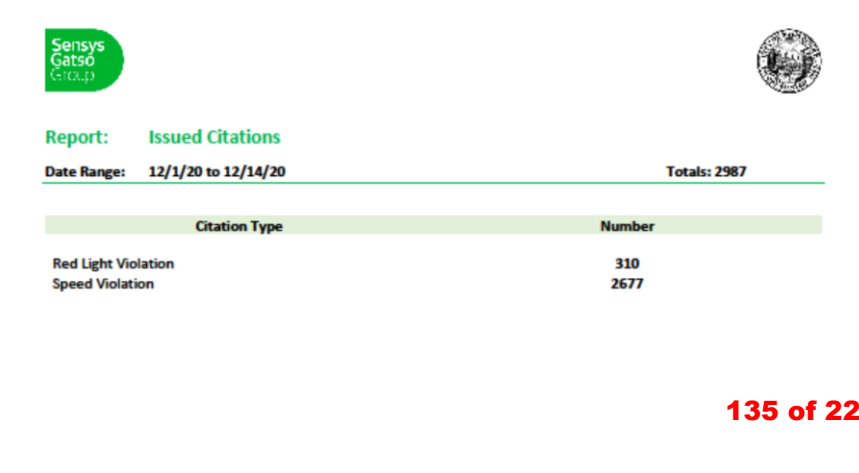 Sensys
Gatso
Group
Report: Issued Citations
Date Range: 12/1/20 to 12/14/20 Totals: 2987
Citation Type Number
Red Light Violation 310
Speed Violation 2677
135 of 22